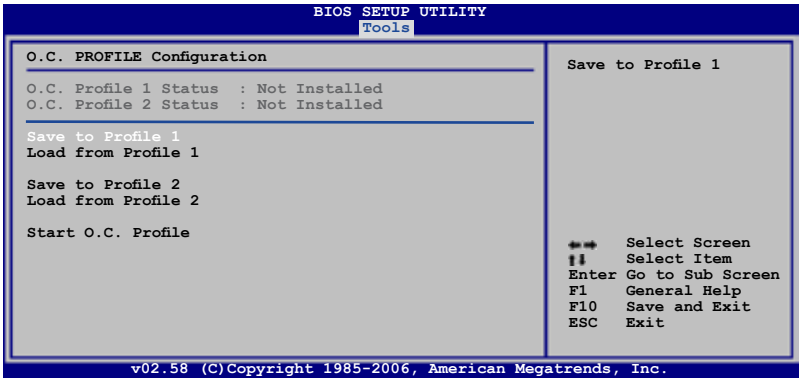 BIOS SETUP UTILITY
Tools
O.C. PROFILE Configuration
O.C. Profile 1 Status : Not Installed
O.C. Profile 2 Status : Not Installed
Save to Profile 1
Load from Profile 1
Save to Profile 2
Load from Profile 2
Start O.C. Profile
Save to Profile 1
Select Screen
Select Item
Enter Go to Sub Screen
F1 General Help
F10 Save and Exit
ESC Exit
v02.58 (C)Copyright 1985-2006, American Megatrends, Inc.